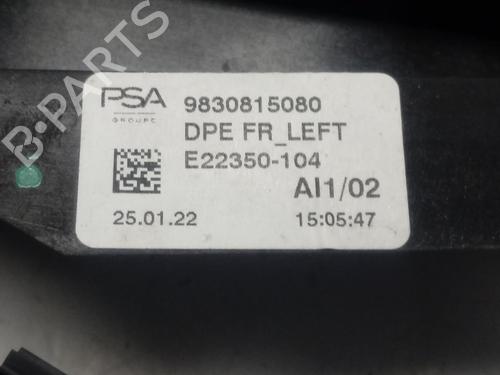 PSA
GROUPE
9830815080
DPE FR_LEFT
E22350-104
AI1/02
25.01.22
15:05:47
B-PARTS